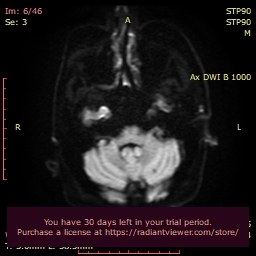 Im: 6/46
Se: 3
A
STP90
STP90
M
Ax DWI B 1000
R
L
You have 30 days left in your trial period.
Purchase a license at https://radiantviewer.com/store/